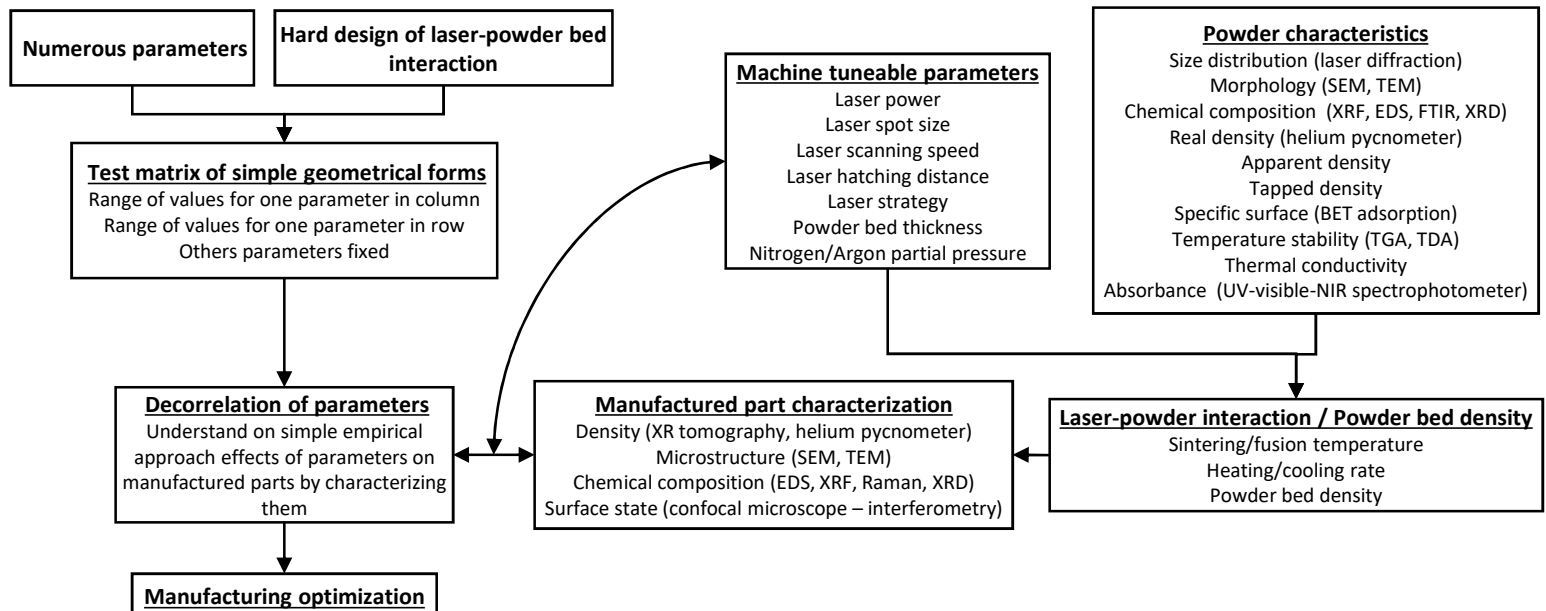 Numerous parameters
Hard design of laser-powder bed
interaction
Test matrix of simple geometrical forms
Range of values for one parameter in column
Range of values for one parameter in row
Others parameters fixed
Machine tuneable parameters
Laser power
Laser spot size
Laser scanning speed
Laser hatching distance
Laser strategy
Powder bed thickness
Nitrogen/Argon partial pressure
Powder characteristics
Size distribution (laser diffraction)
Morphology (SEM, TEM)
Chemical composition (XRF, EDS, FTIR, XRD)
Real density (helium pycnometer)
Apparent density
Tapped density
Specific surface (BET adsorption)
Temperature stability (TGA, TDA)
Thermal conductivity
Absorbance (UV-visible-NIR spectrophotometer)
Decorrelation of parameters
Understand on simple empirical
approach effects of parameters on
manufactured parts by characterizing
them
Manufactured part characterization
Density (XR tomography, helium pycnometer)
Microstructure (SEM, TEM)
Chemical composition (EDS, XRF, Raman, XRD)
Surface state (confocal microscope – interferometry)
Laser-powder interaction / Powder bed density
Sintering/fusion temperature
Heating/cooling rate
Powder bed density
Manufacturing optimization